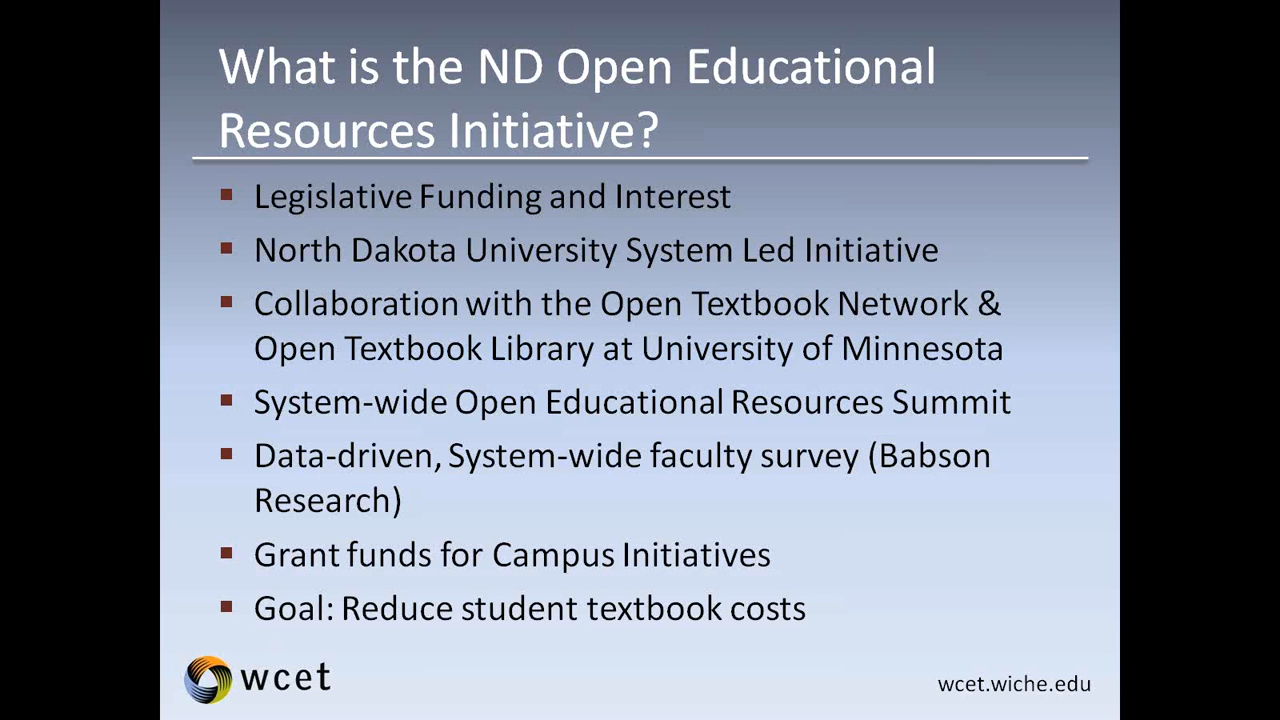 What is the ND Open Educational
Resources Initiative?
Legislative Funding and Interest
North Dakota University System Led Initiative
Collaboration with the Open Textbook Network &
Open Textbook Library at University of Minnesota
System-wide Open Educational Resources Summit
Data-driven, System-wide faculty survey (Babson
Research)
Grant funds for Campus Initiatives
Goal: Reduce student textbook costs
wcet
wcet.wiche.edu